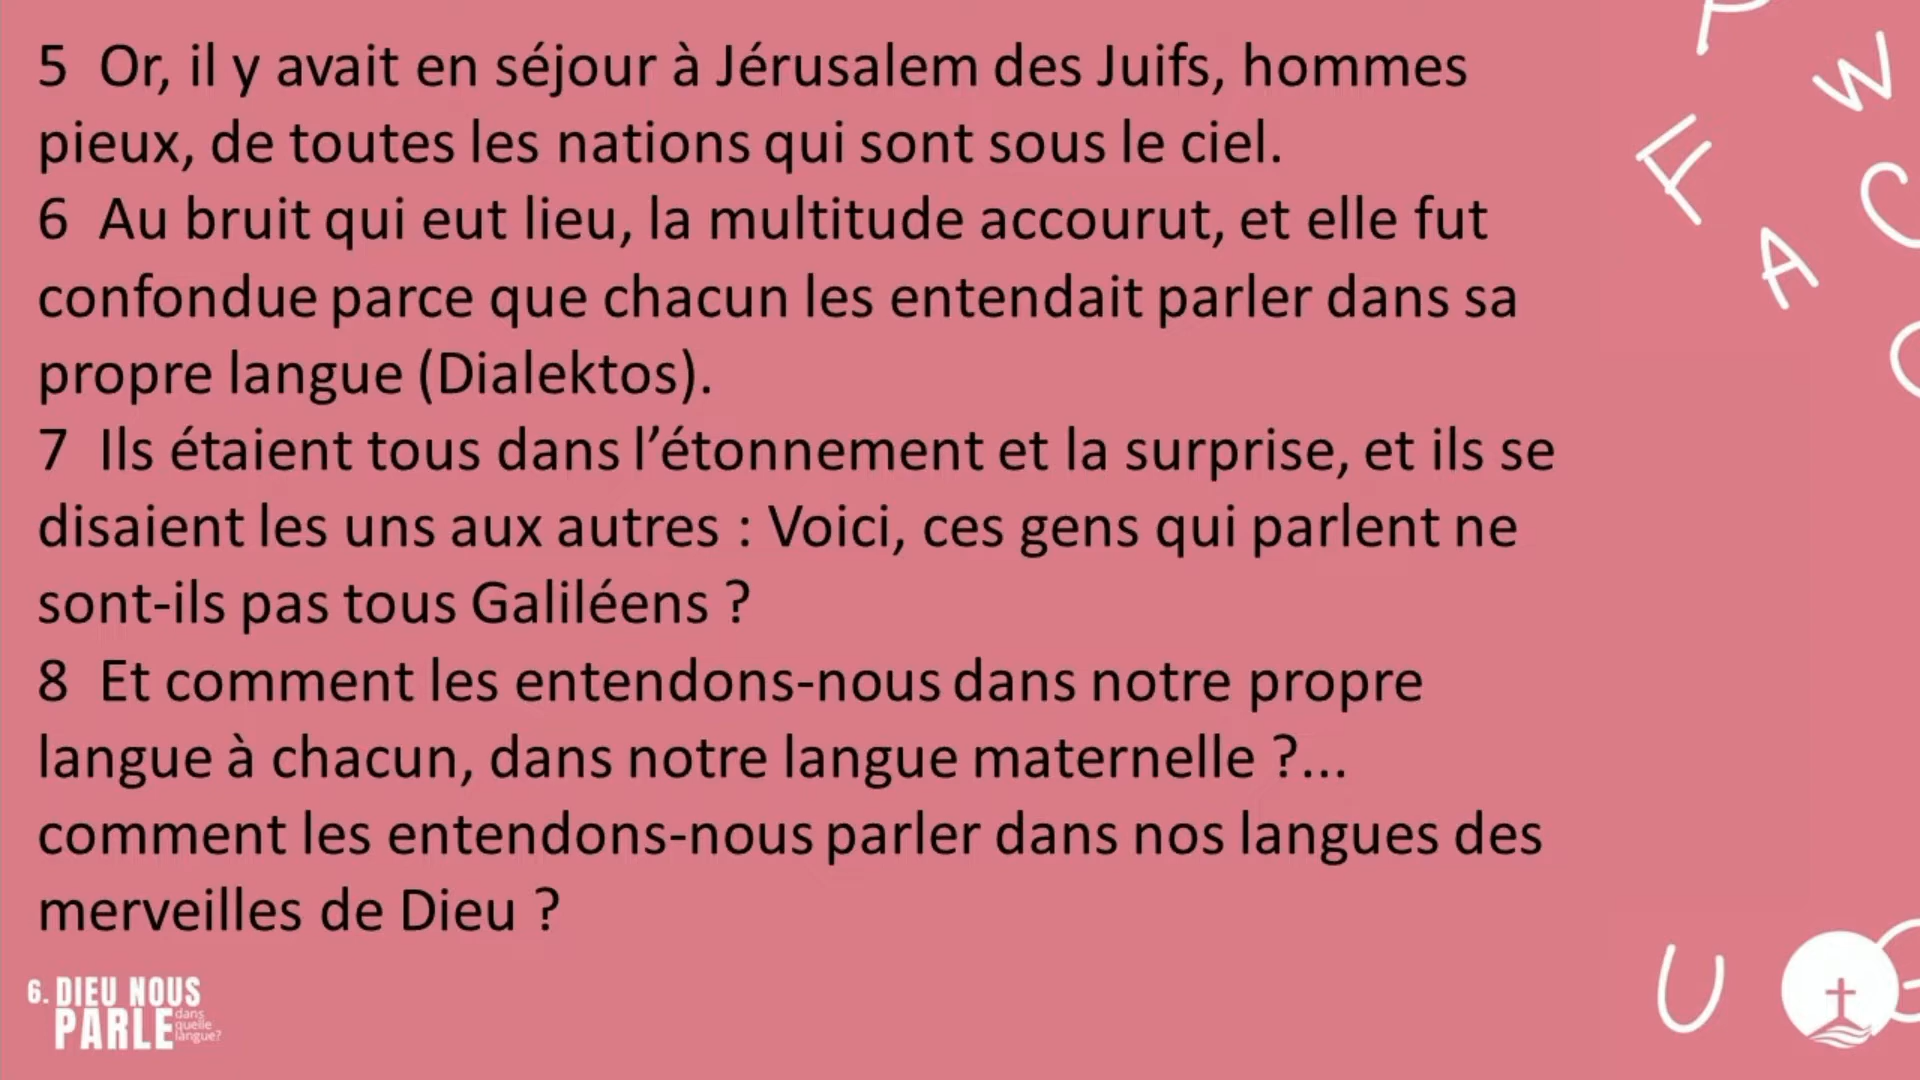 5 Or, il y avait en séjour à Jérusalem des Juifs, hommes
pieux, de toutes les nations qui sont sous le ciel.
6 Au bruit qui eut lieu, la multitude accourut, et elle fut
confondue parce que chacun les entendait parler dans sa
propre langue (Dialektos).
7 Ils étaient tous dans l’étonnement et la surprise, et ils se
disaient les uns aux autres : Voici, ces gens qui parlent ne
sont-ils pas tous Galiléens ?
8 Et comment les entendons-nous dans notre propre
langue à chacun, dans notre langue maternelle ?...
comment les entendons-nous parler dans nos langues des
merveilles de Dieu ?
6. DIEU NOUS
PARLE
dans
quelle
langue?
P
W
F
C
A
U
G